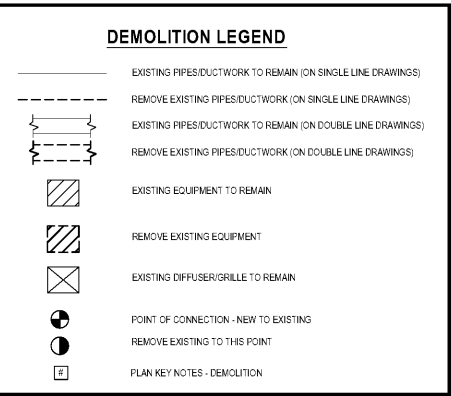 DEMOLITION LEGEND
EXISTING PIPES/DUCTWORK TO REMAIN (ON SINGLE LINE DRAWINGS)
REMOVE EXISTING PIPES/DUCTWORK (ON SINGLE LINE DRAWINGS)
EXISTING PIPES/DUCTWORK TO REMAIN (ON DOUBLE LINE DRAWINGS)
REMOVE EXISTING PIPES/DUCTWORK (ON DOUBLE LINE DRAWINGS)
EXISTING EQUIPMENT TO REMAIN
REMOVE EXISTING EQUIPMENT
EXISTING DIFFUSER/GRILLE TO REMAIN
POINT OF CONNECTION - NEW TO EXISTING
REMOVE EXISTING TO THIS POINT
# PLAN KEY NOTES - DEMOLITION